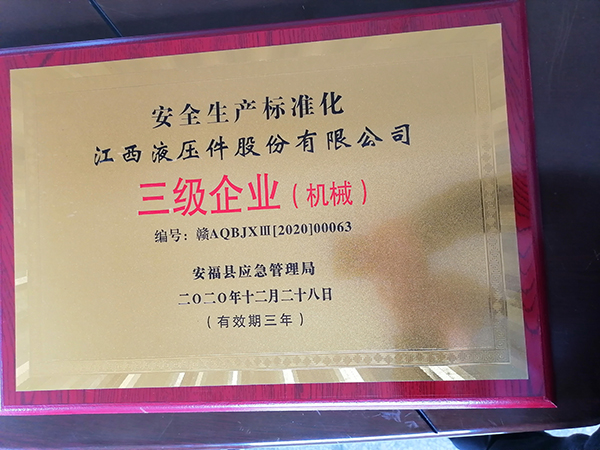 安全生产标准化
江西液压件股份有限公司
三级企业（机械）
编号：赣AQBJXⅢ[2020]00063
安福县应急管理局
二〇二〇年十二月二十八日
（有效期三年）